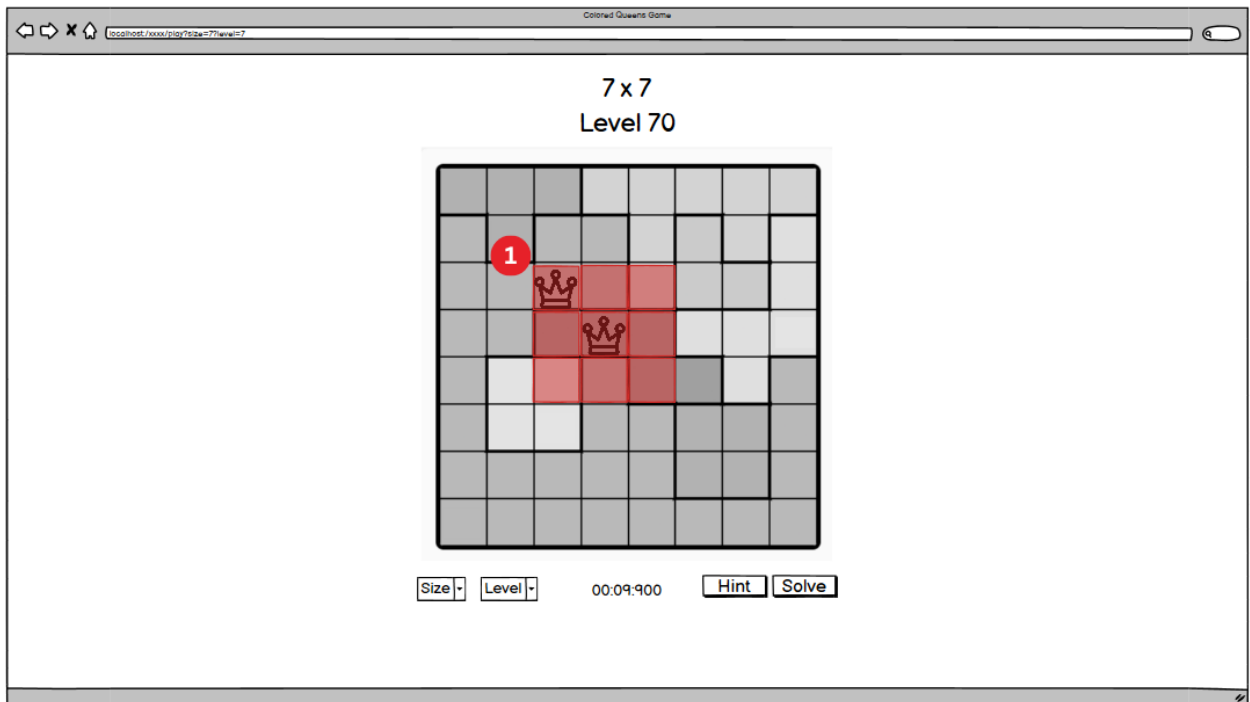 Colored Queens Game
localhost:/xxxx/play?size=7?level=7
7 x 7
Level 70
1
Size
Level
00:09:900
Hint
Solve